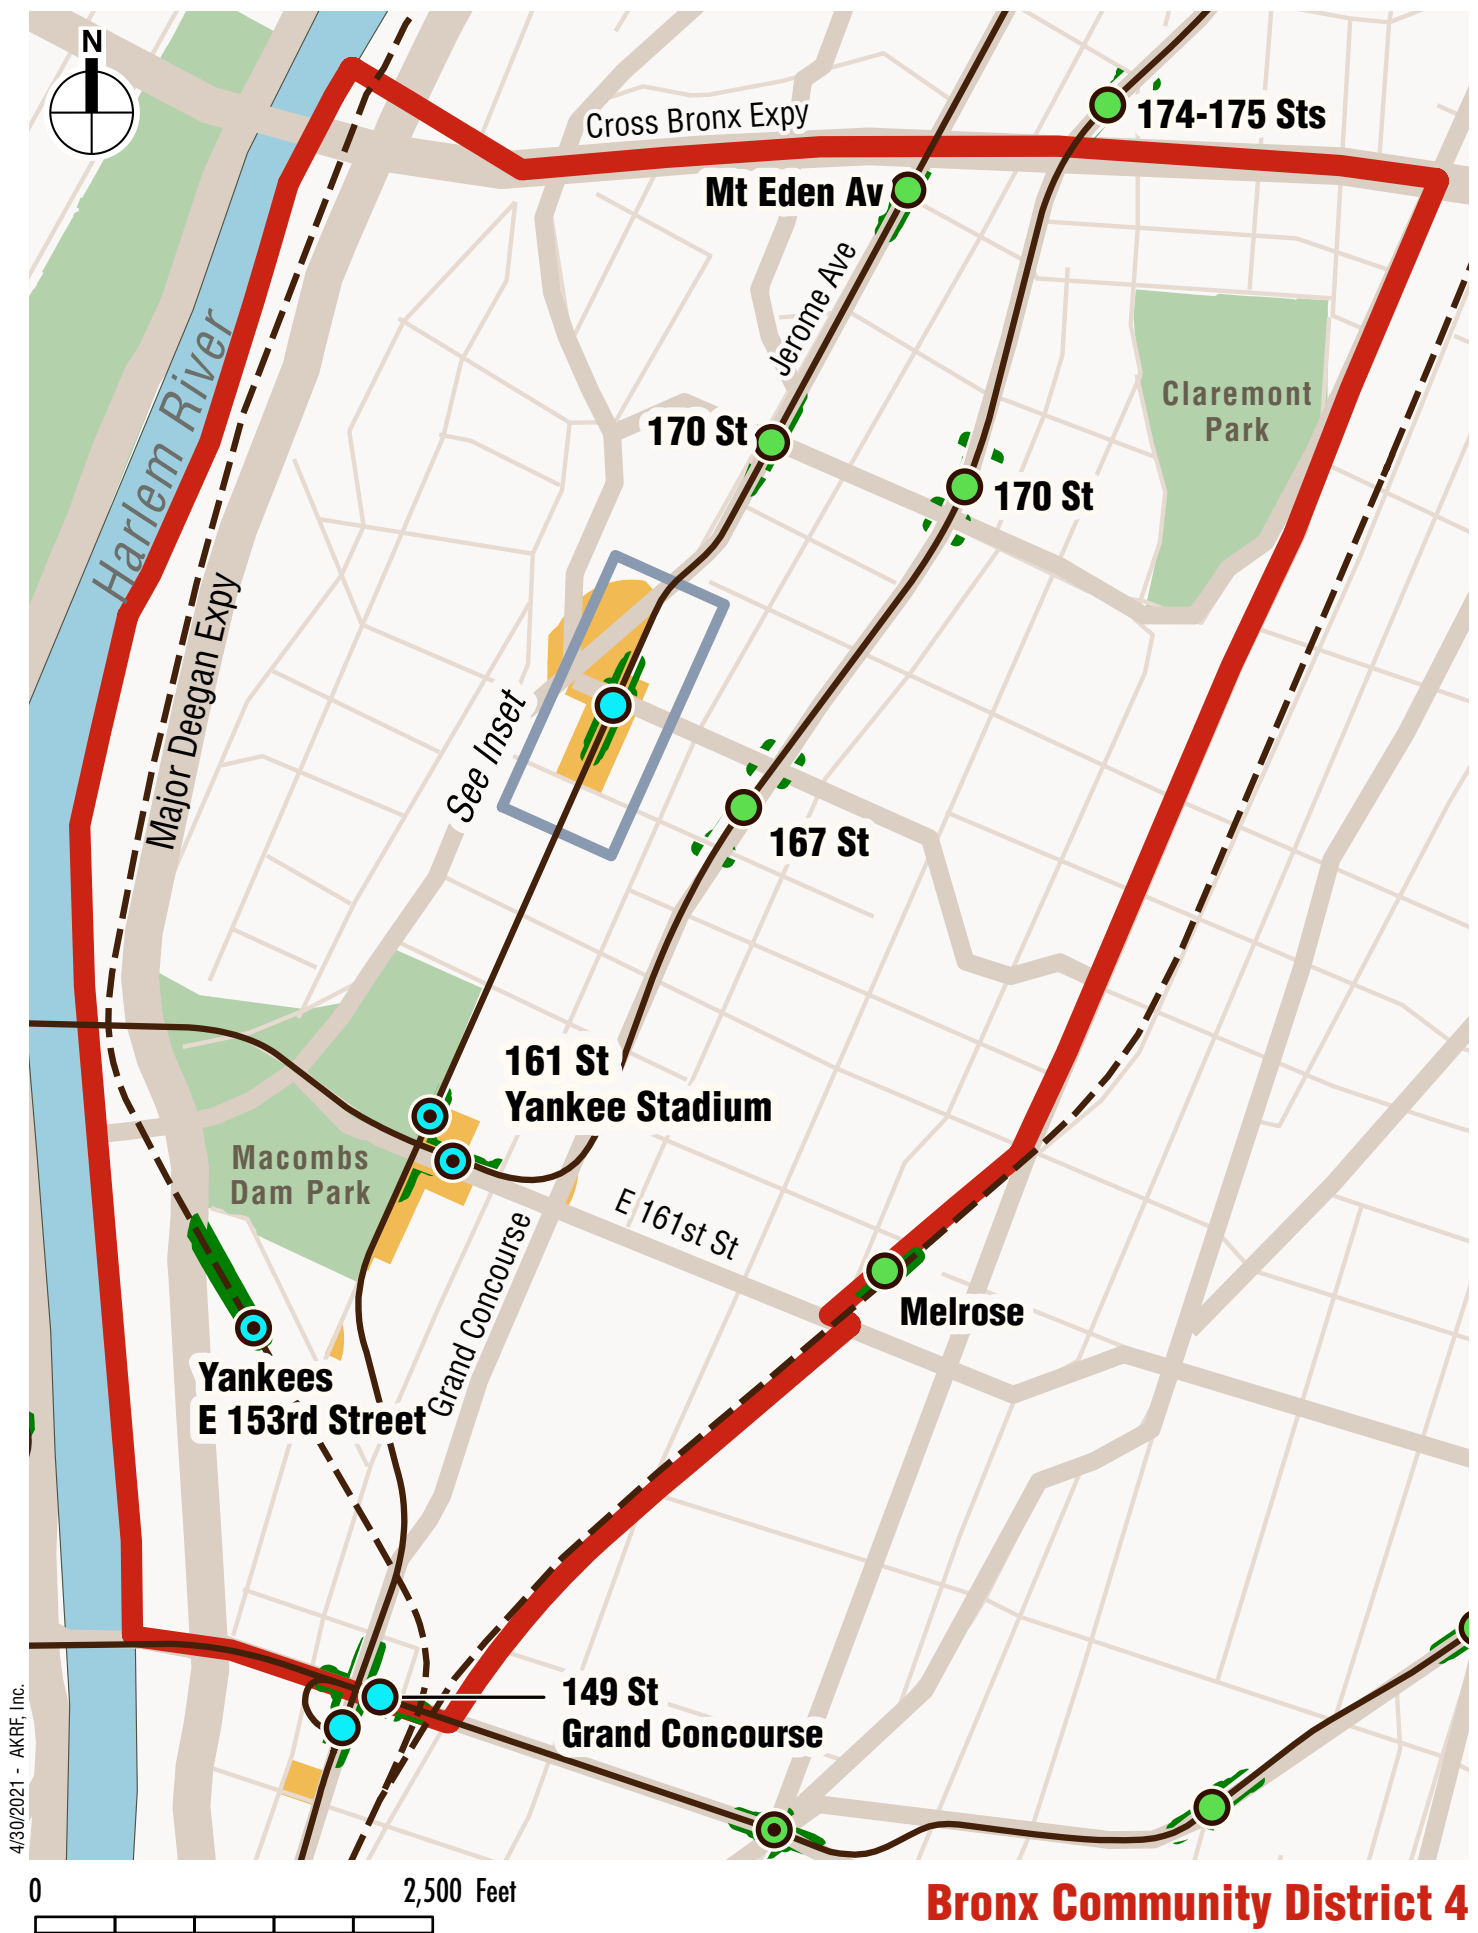 N
Cross Bronx Expy
174-175 Sts
Mt Eden Av
Jerome Ave
Harlem River
Claremont
Park
170 St
170 St
Major Deegan Expy
See Inset
167 St
161 St
Yankee Stadium
Macombs
Dam Park
E 161st St
Grand Concourse
Melrose
Yankees
E 153rd Street
149 St
Grand Concourse
4/30/2021 - AKRF, Inc.
0
2,500 Feet
Bronx Community District 4